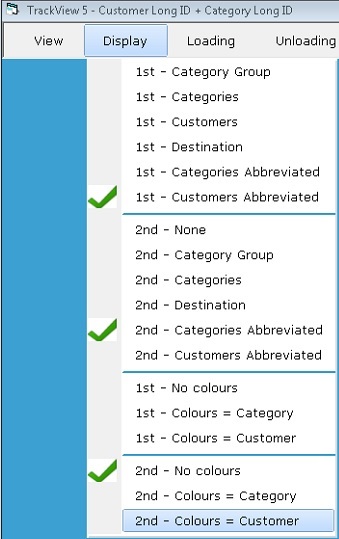 TrackView 5 - Customer Long ID + Category Long ID
View Display Loading Unloading
1st - Category Group
1st - Categories
1st - Customers
1st - Destination
1st - Categories Abbreviated
1st - Customers Abbreviated
2nd - None
2nd - Category Group
2nd - Categories
2nd - Destination
2nd - Categories Abbreviated
2nd - Customers Abbreviated
1st - No colours
1st - Colours = Category
1st - Colours = Customer
2nd - No colours
2nd - Colours = Category
2nd - Colours = Customer